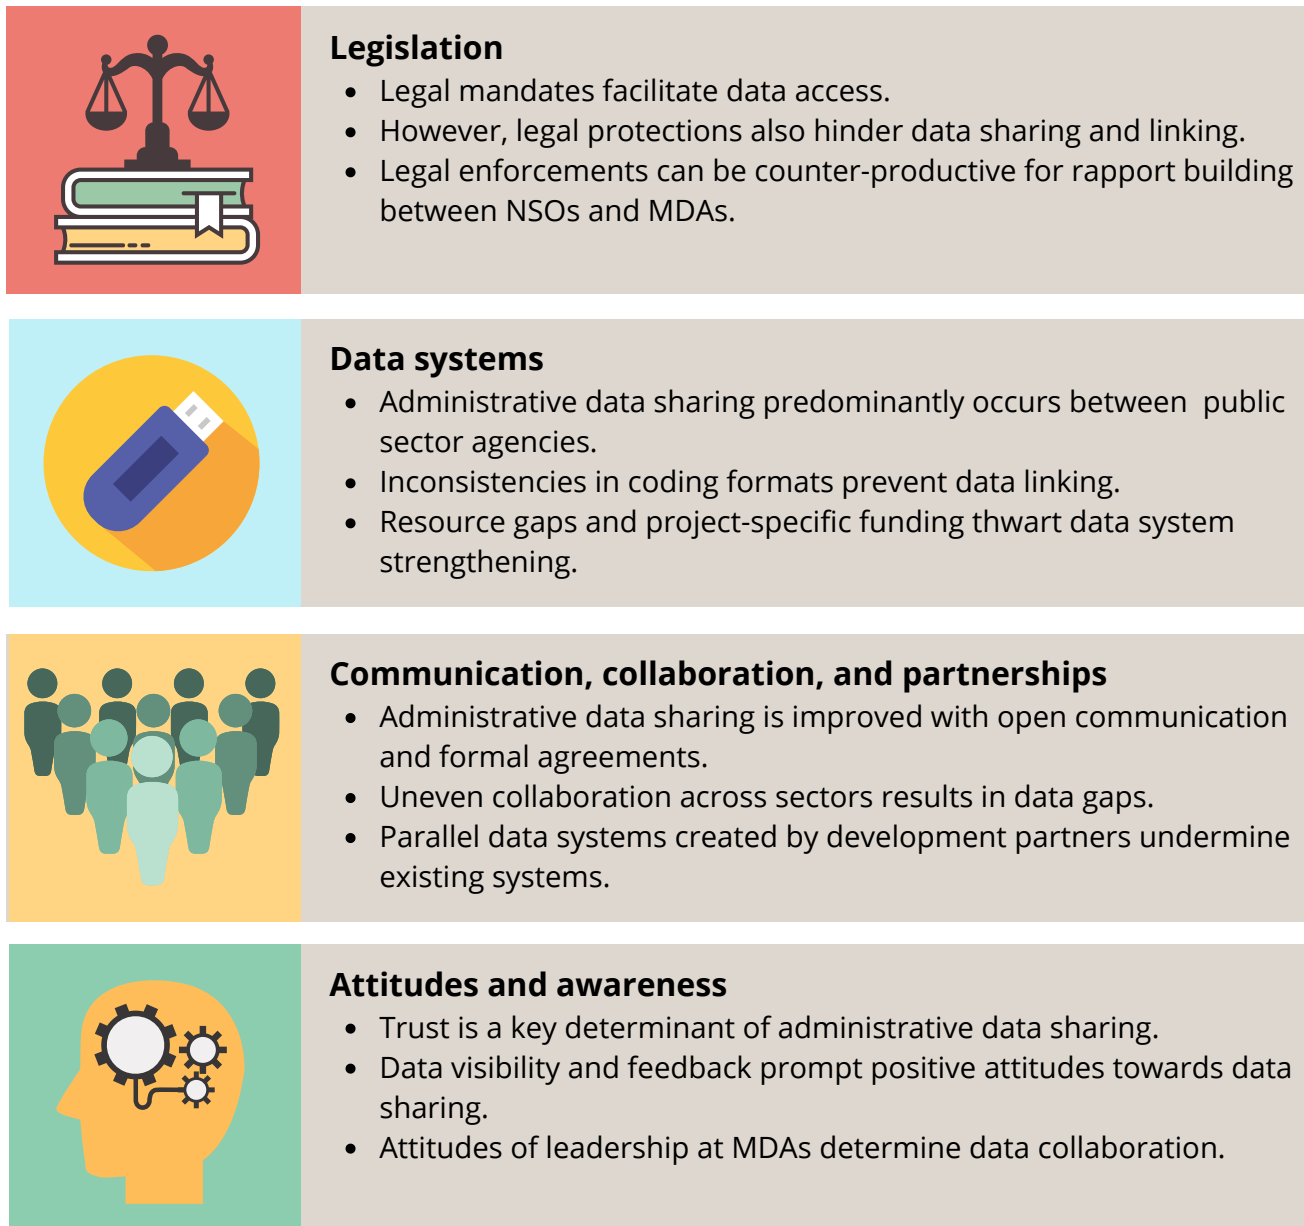 Legislation
• Legal mandates facilitate data access.
• However, legal protections also hinder data sharing and linking.
• Legal enforcements can be counter-productive for rapport building
between NSOs and MDAs.
Data systems
• Administrative data sharing predominantly occurs between  public
sector agencies.
• Inconsistencies in coding formats prevent data linking.
• Resource gaps and project-specific funding thwart data system
strengthening.
Communication, collaboration, and partnerships
• Administrative data sharing is improved with open communication
and formal agreements.
• Uneven collaboration across sectors results in data gaps.
• Parallel data systems created by development partners undermine
existing systems.
Attitudes and awareness
• Trust is a key determinant of administrative data sharing.
• Data visibility and feedback prompt positive attitudes towards data
sharing.
• Attitudes of leadership at MDAs determine data collaboration.